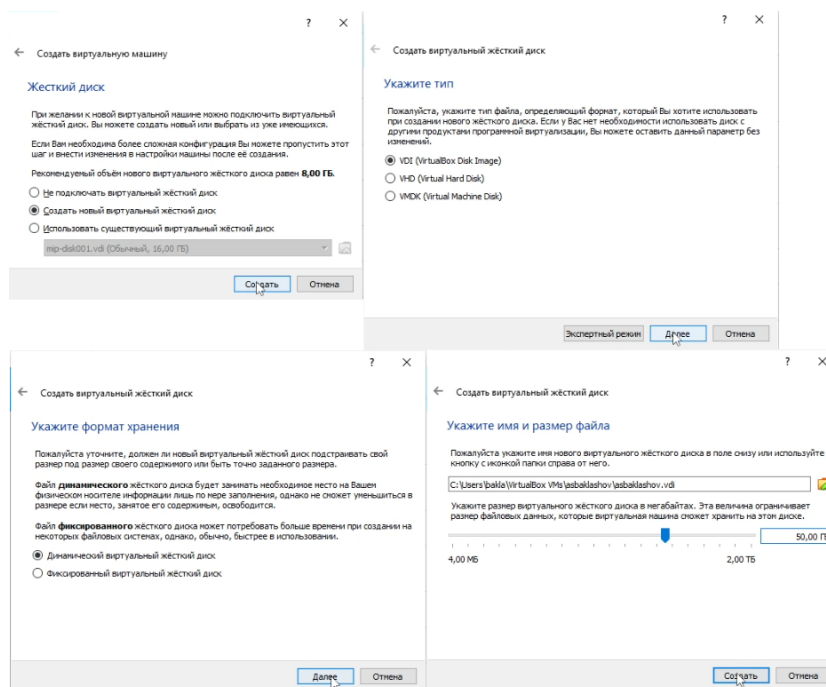 ? ×
← Создать виртуальную машину
Жесткий диск
При желании к новой виртуальной машине можно подключить виртуальный
жёсткий диск. Вы можете создать новый или выбрать из уже имеющихся.
Если Вам необходима более сложная конфигурация Вы можете пропустить этот
шаг и внести изменения в настройки машины после её создания.
Рекомендуемый объём нового виртуального жёсткого диска равен 8,00 ГБ.
Не подключать виртуальный жёсткий диск
Создать новый виртуальный жёсткий диск
Использовать существующий виртуальный жёсткий диск
mip-disk001.vdi (Обычный, 16,00 ГБ)
Создать Отмена
? ×
← Создать виртуальный жёсткий диск
Укажите тип
Пожалуйста, укажите тип файла, определяющий формат, который Вы хотите использовать
при создании нового жёсткого диска. Если у Вас нет необходимости использовать диск с
другими продуктами программной виртуализации, Вы можете оставить данный параметр без
изменений.
VDI (VirtualBox Disk Image)
VHD (Virtual Hard Disk)
VMDK (Virtual Machine Disk)
Экспертный режим Далее Отмена
? ×
← Создать виртуальный жёсткий диск
Укажите формат хранения
Пожалуйста уточните, должен ли новый виртуальный жёсткий диск подстраивать свой
размер под размер своего содержимого или быть точно заданного размера.
Файл динамического жёсткого диска будет занимать необходимое место на Вашем
физическом носителе информации лишь по мере заполнения, однако не сможет уменьшиться в
размере если место, занятое его содержимым, освободится.
Файл фиксированного жёсткого диска может потребовать больше времени при создании на
некоторых файловых системах, однако, обычно, быстрее в использовании.
Динамический виртуальный жёсткий диск
Фиксированный виртуальный жёсткий диск
Далее Отмена
? ×
← Создать виртуальный жёсткий диск
Укажите имя и размер файла
Пожалуйста укажите имя нового виртуального жёсткого диска в поле снизу или используйте
кнопку с иконкой папки справа от него.
C:\Users\bakla\VirtualBox VMs\asbaklashov\asbaklashov.vdi
Укажите размер виртуального жёсткого диска в мегабайтах. Эта величина ограничивает
размер файловых данных, которые виртуальная машина сможет хранить на этом диске.
50,00 ГБ
4,00 МБ 2,00 ТБ
Создать Отмена